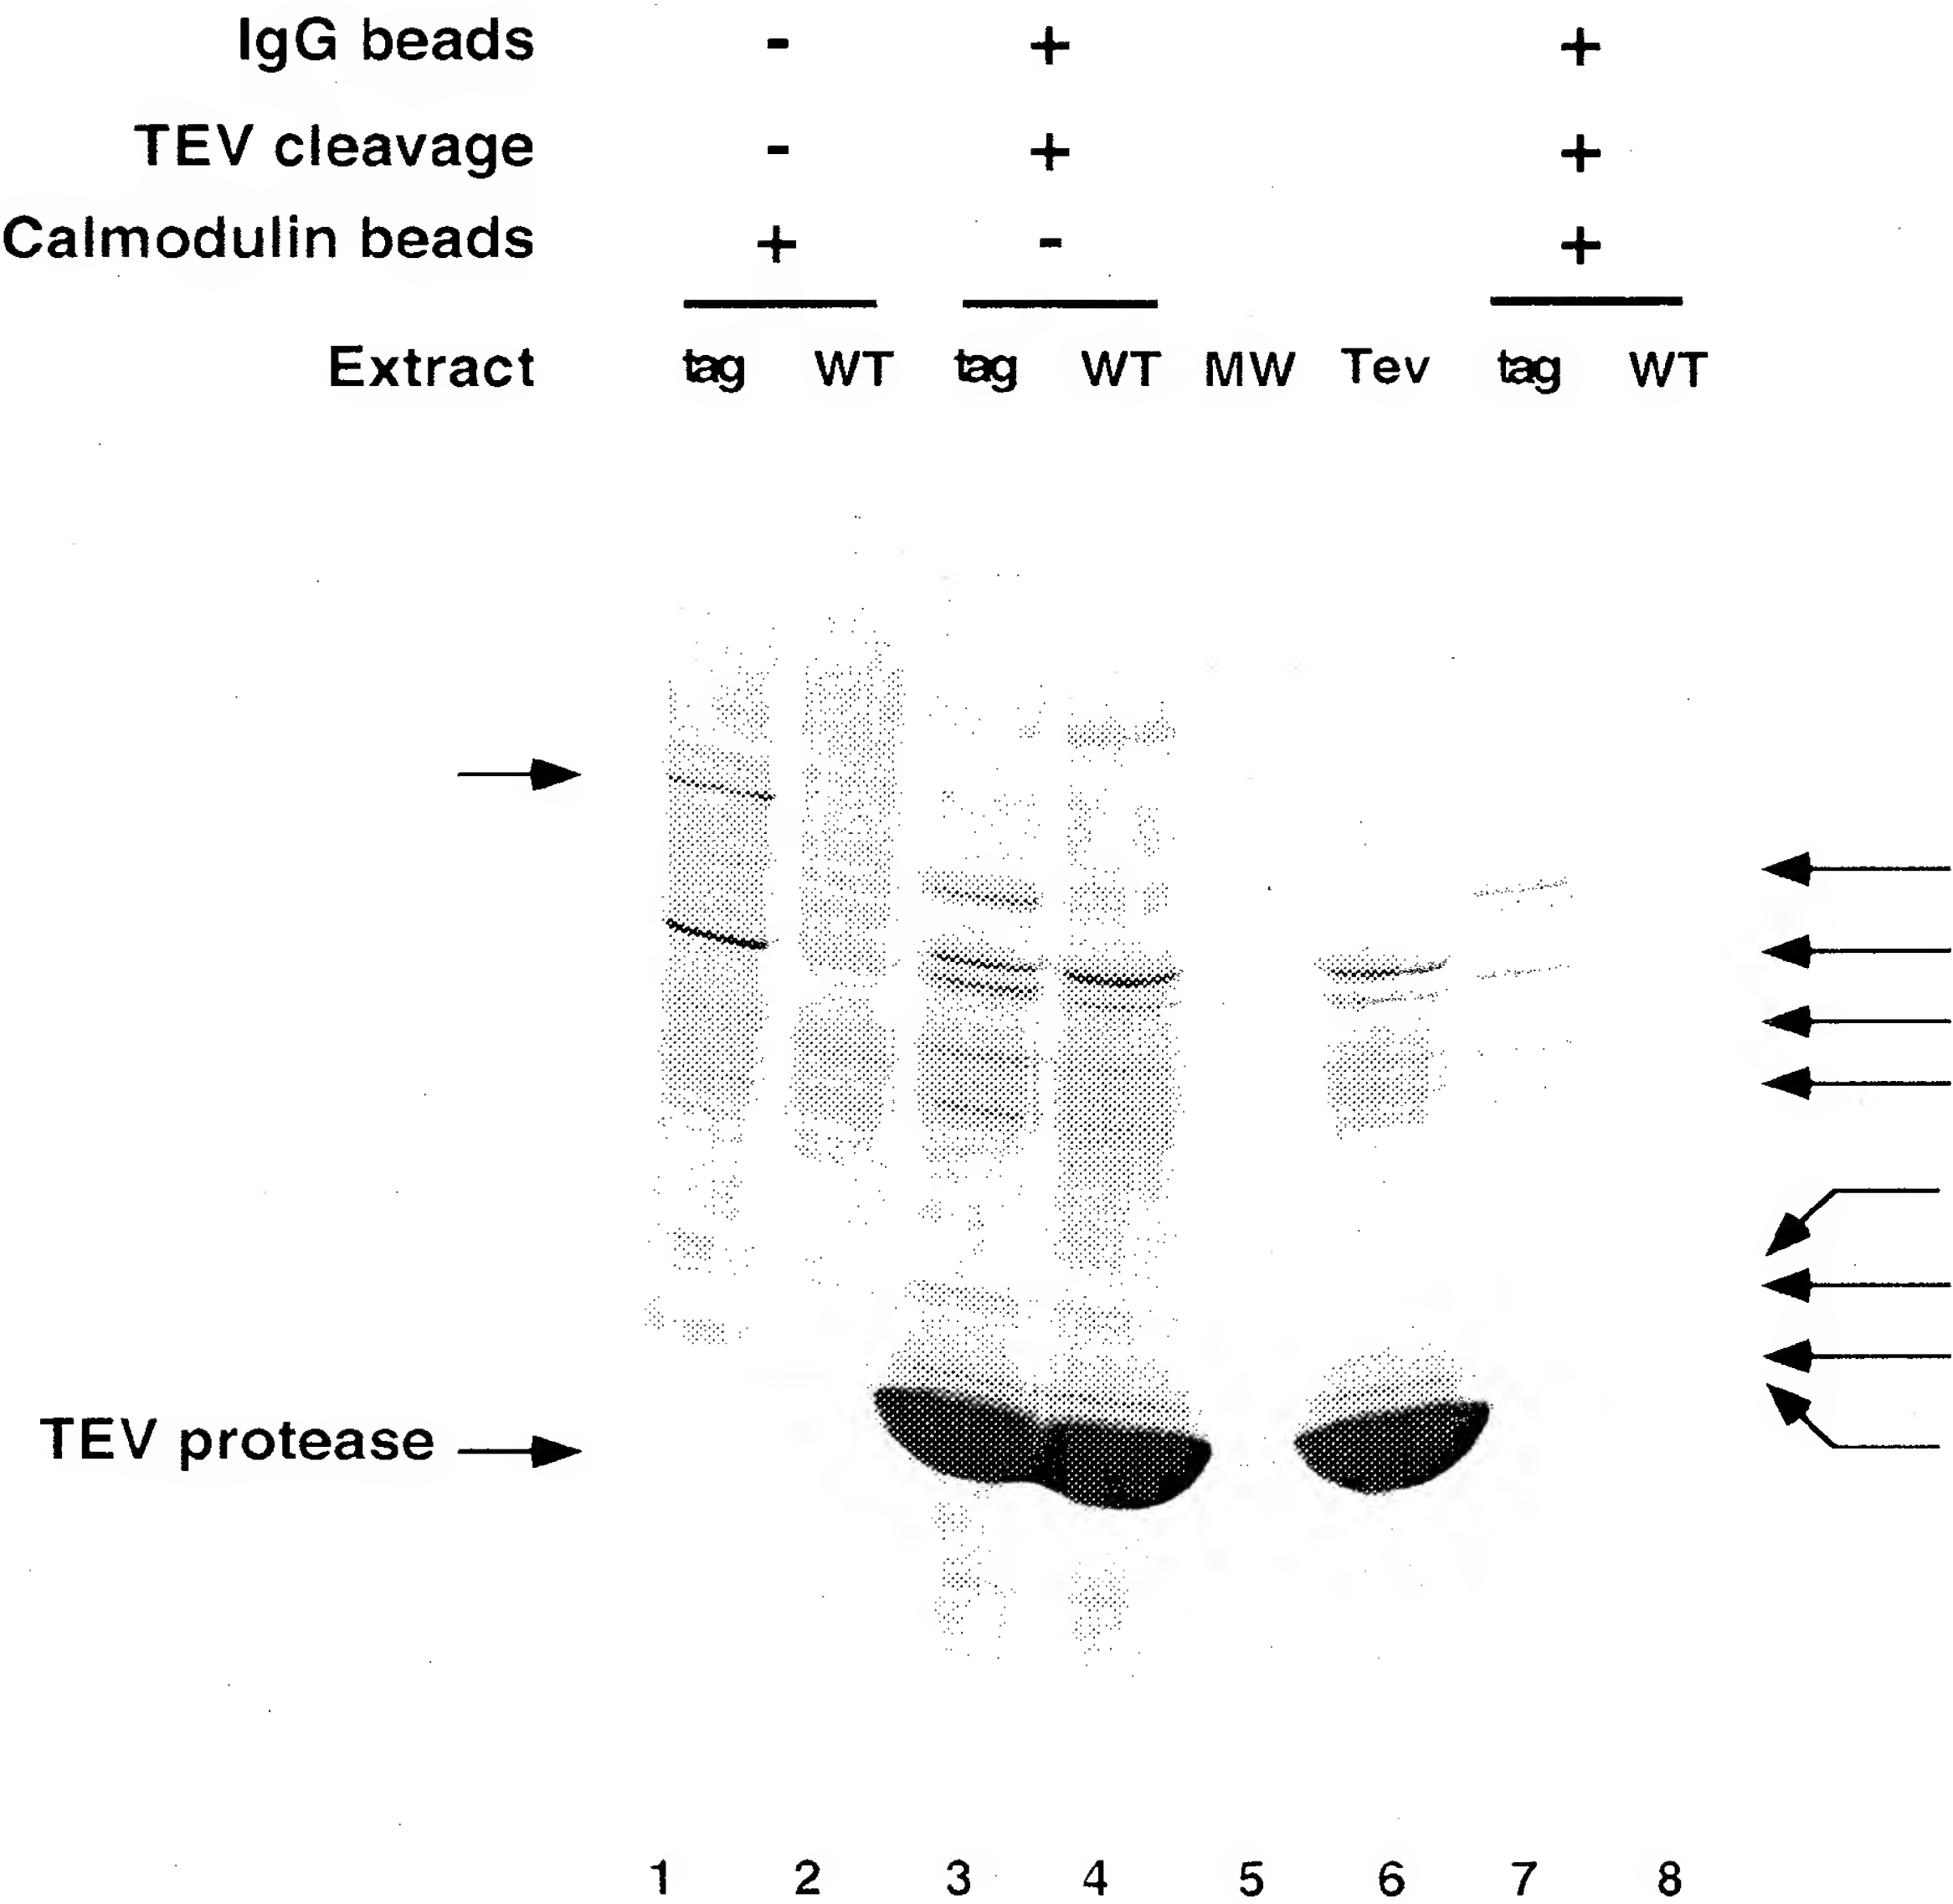 IgG beads - + +
TEV cleavage - + +
Calmodulin beads + - +
Extract tag WT tag WT MW Tev tag WT
TEV protease
1 2 3 4 5 6 7 8